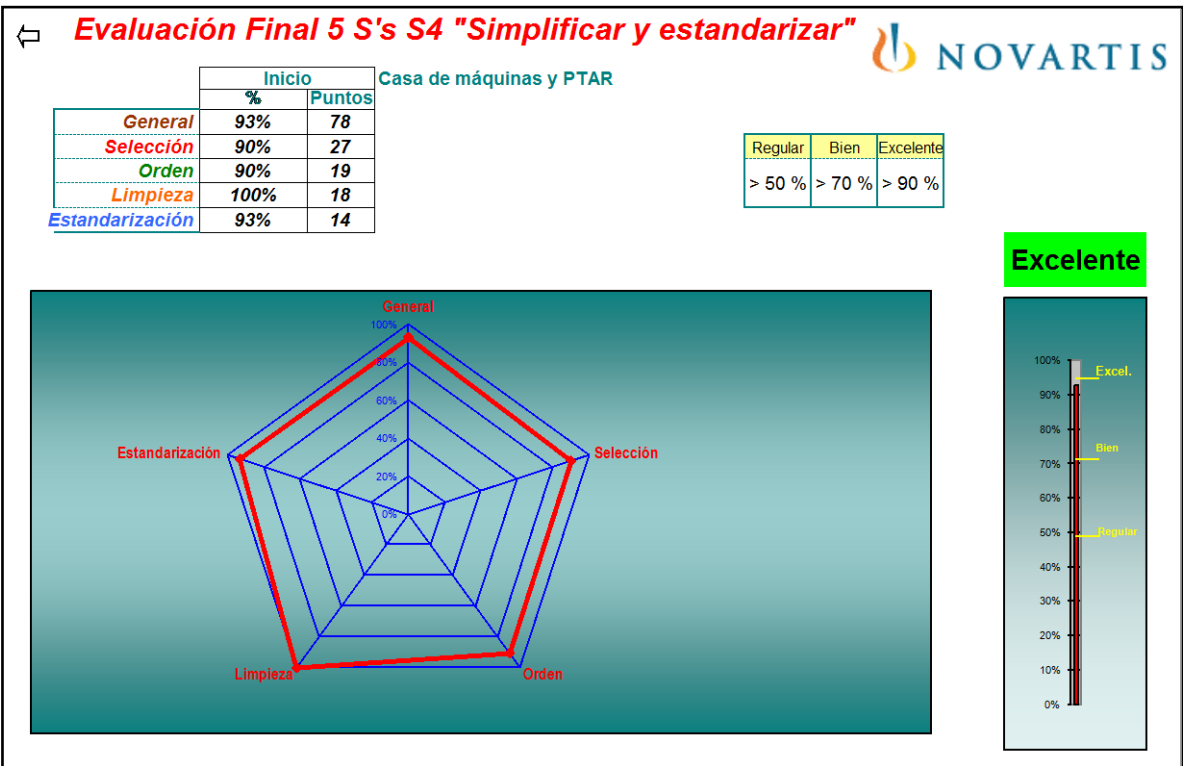 Evaluación Final 5 S's S4 "Simplificar y estandarizar"
NOVARTIS
Inicio
Casa de máquinas y PTAR
% Puntos
General 93% 78
Selección 90% 27
Orden 90% 19
Limpieza 100% 18
Estandarización 93% 14
Regular Bien Excelente
> 50 % > 70 % > 90 %
Excelente
General
100%
80%
60%
40%
20%
0%
Estandarización
Selección
Limpieza
Orden
100%
Excel.
90%
80%
Bien
70%
60%
50%
Regular
40%
30%
20%
10%
0%